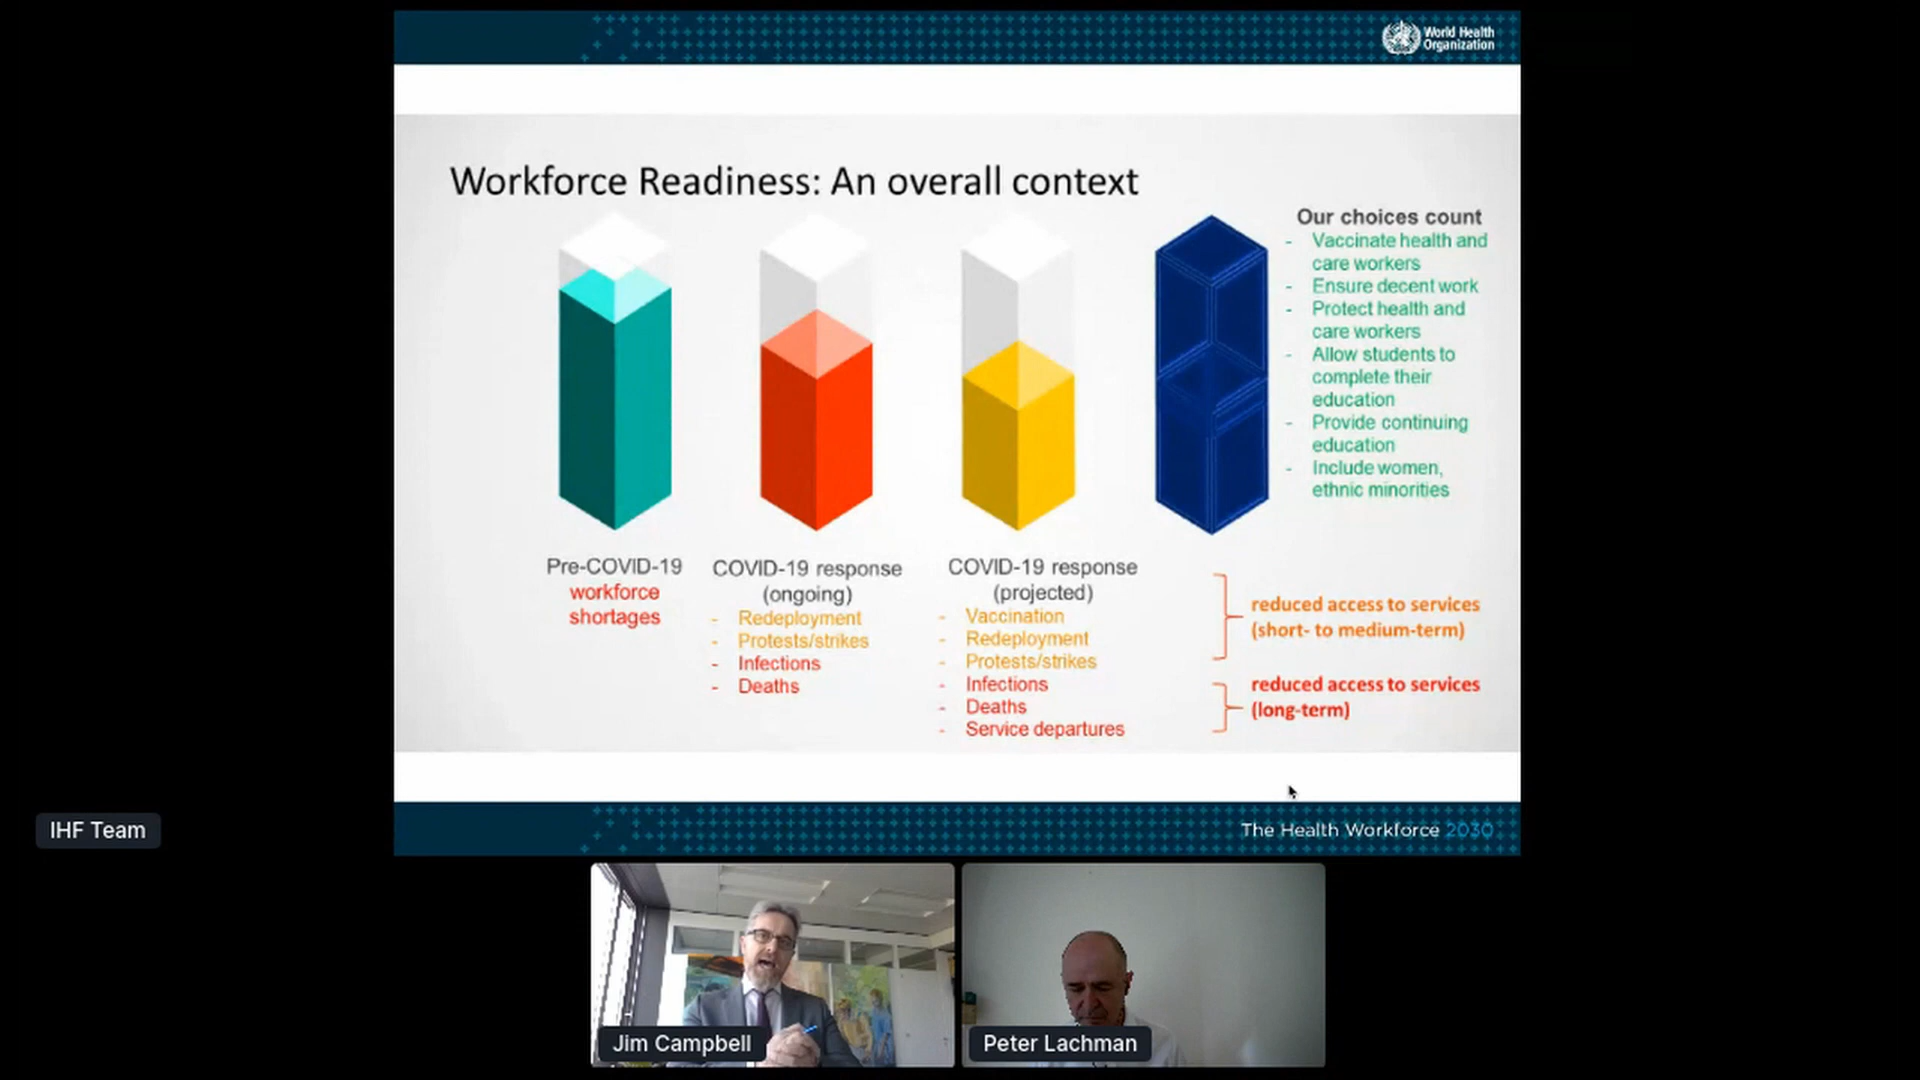 World Health
Organization
Workforce Readiness: An overall context
Our choices count
- Vaccinate health and
care workers
- Ensure decent work
- Protect health and
care workers
- Allow students to
complete their
education
- Provide continuing
education
- Include women,
ethnic minorities
Pre-COVID-19
workforce
shortages
COVID-19 response
(ongoing)
- Redeployment
- Protests/strikes
- Infections
- Deaths
COVID-19 response
(projected)
- Vaccination
- Redeployment
- Protests/strikes
- Infections
- Deaths
- Service departures
reduced access to services
(short- to medium-term)
reduced access to services
(long-term)
The Health Workforce 2030
IHF Team
Jim Campbell
Peter Lachman